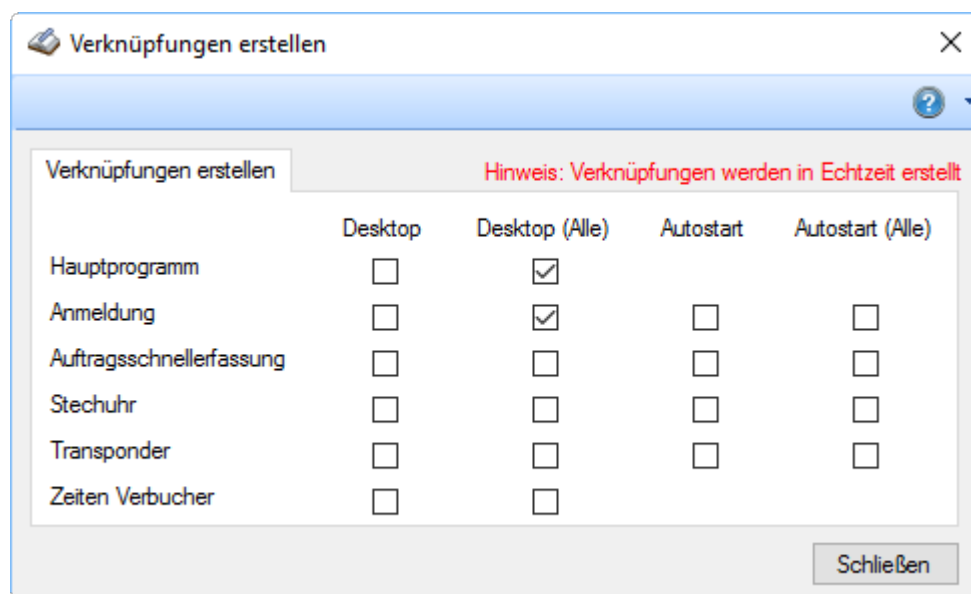 Verknüpfungen erstellen
Verknüpfungen erstellen Hinweis: Verknüpfungen werden in Echtzeit erstellt
Desktop Desktop (Alle) Autostart Autostart (Alle)
Hauptprogramm
Anmeldung
Auftragsschnellerfassung
Stechuhr
Transponder
Zeiten Verbucher
Schließen